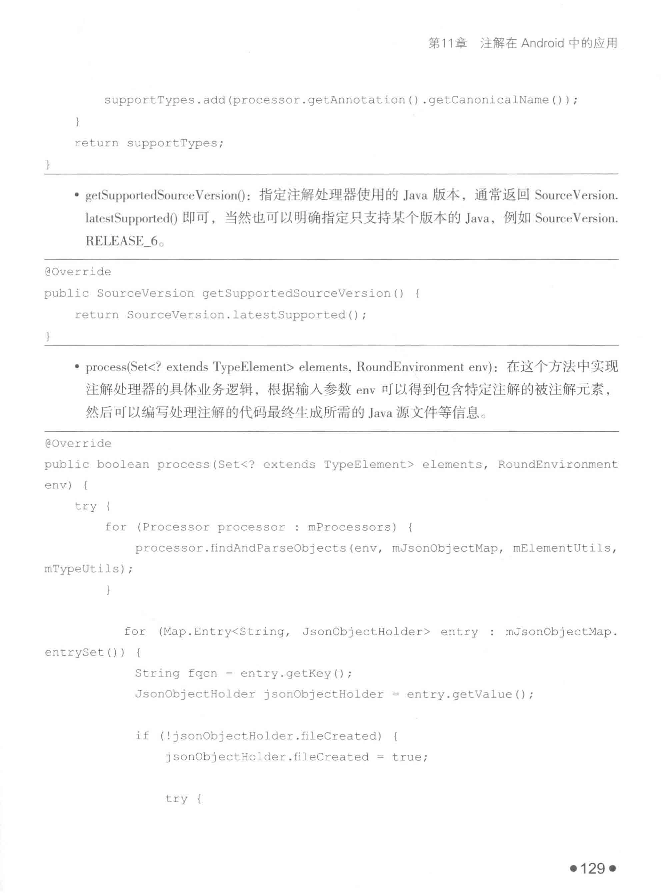 第11章 注解在 Android 中的应用
supportTypes.add(processor.getAnnotation().getCanonicalName());
}
return supportTypes;
}
• getSupportedSourceVersion()：指定注解处理器使用的 Java 版本，通常返回 SourceVersion.
latestSupported() 即可，当然也可以明确指定只支持某个版本的 Java，例如 SourceVersion.
RELEASE_6。
@Override
public SourceVersion getSupportedSourceVersion() {
return SourceVersion.latestSupported();
}
• process(Set<? extends TypeElement> elements, RoundEnvironment env)：在这个方法中实现
注解处理器的具体业务逻辑，根据输入参数 env 可以得到包含特定注解的被注解元素，
然后可以编写处理注解的代码最终生成所需的 Java 源文件等信息。
@Override
public boolean process(Set<? extends TypeElement> elements, RoundEnvironment
env) {
try {
for (Processor processor : mProcessors) {
processor.findAndParseObjects(env, mJsonObjectMap, mElementUtils,
mTypeUtils);
}
for (Map.Entry<String, JsonObjectHolder> entry : mJsonObjectMap.
entrySet()) {
String fqcn = entry.getKey();
JsonObjectHolder jsonObjectHolder = entry.getValue();
if (!jsonObjectHolder.fileCreated) {
jsonObjectHolder.fileCreated = true;
try {
●129●